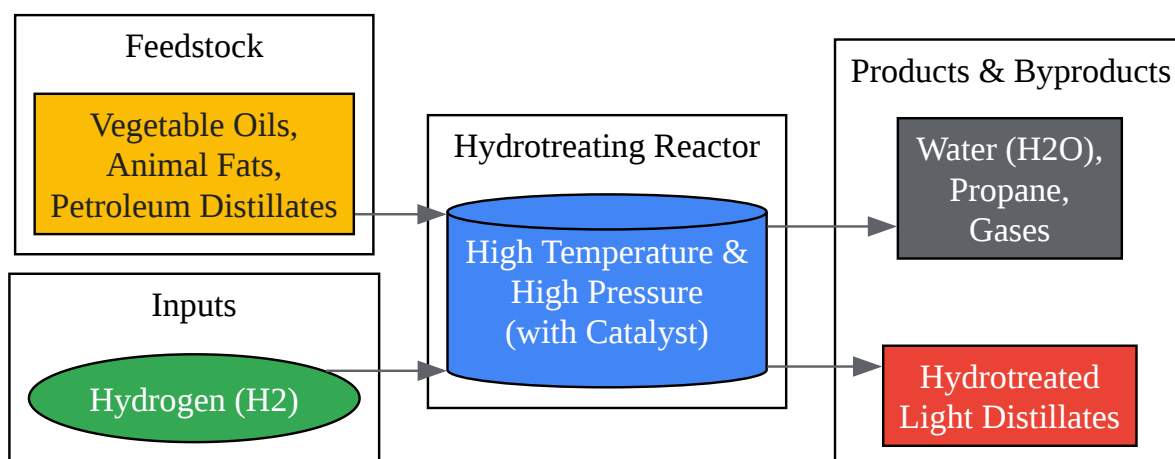 Feedstock
Vegetable Oils,
Animal Fats,
Petroleum Distillates
Inputs
Hydrogen (H2)
Hydrotreating Reactor
High Temperature &
High Pressure
(with Catalyst)
Products & Byproducts
Water (H2O),
Propane,
Gases
Hydrotreated
Light Distillates